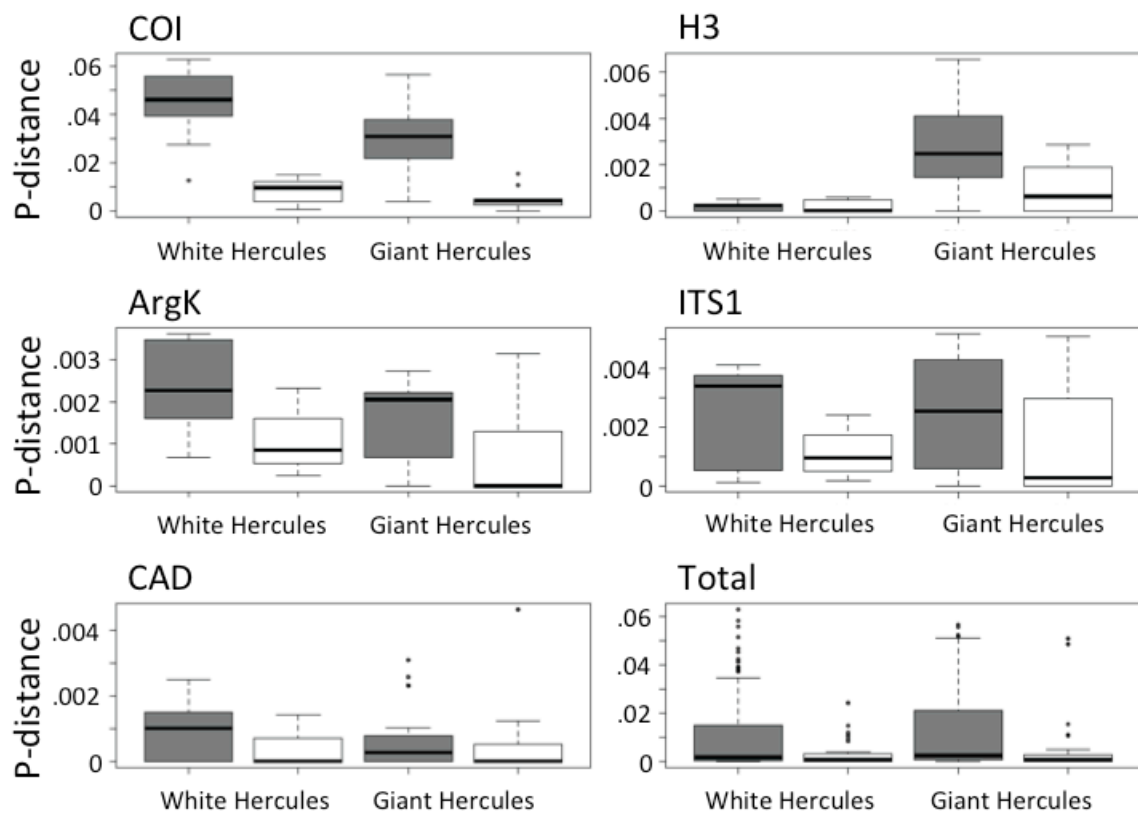 COI
H3
P-distance
.06
.04
.02
0
.006
.004
.002
0
White Hercules
Giant Hercules
White Hercules
Giant Hercules
ArgK
ITS1
P-distance
.003
.002
.001
0
.004
.002
0
White Hercules
Giant Hercules
White Hercules
Giant Hercules
CAD
Total
P-distance
.004
.002
0
.06
.04
.02
0
White Hercules
Giant Hercules
White Hercules
Giant Hercules